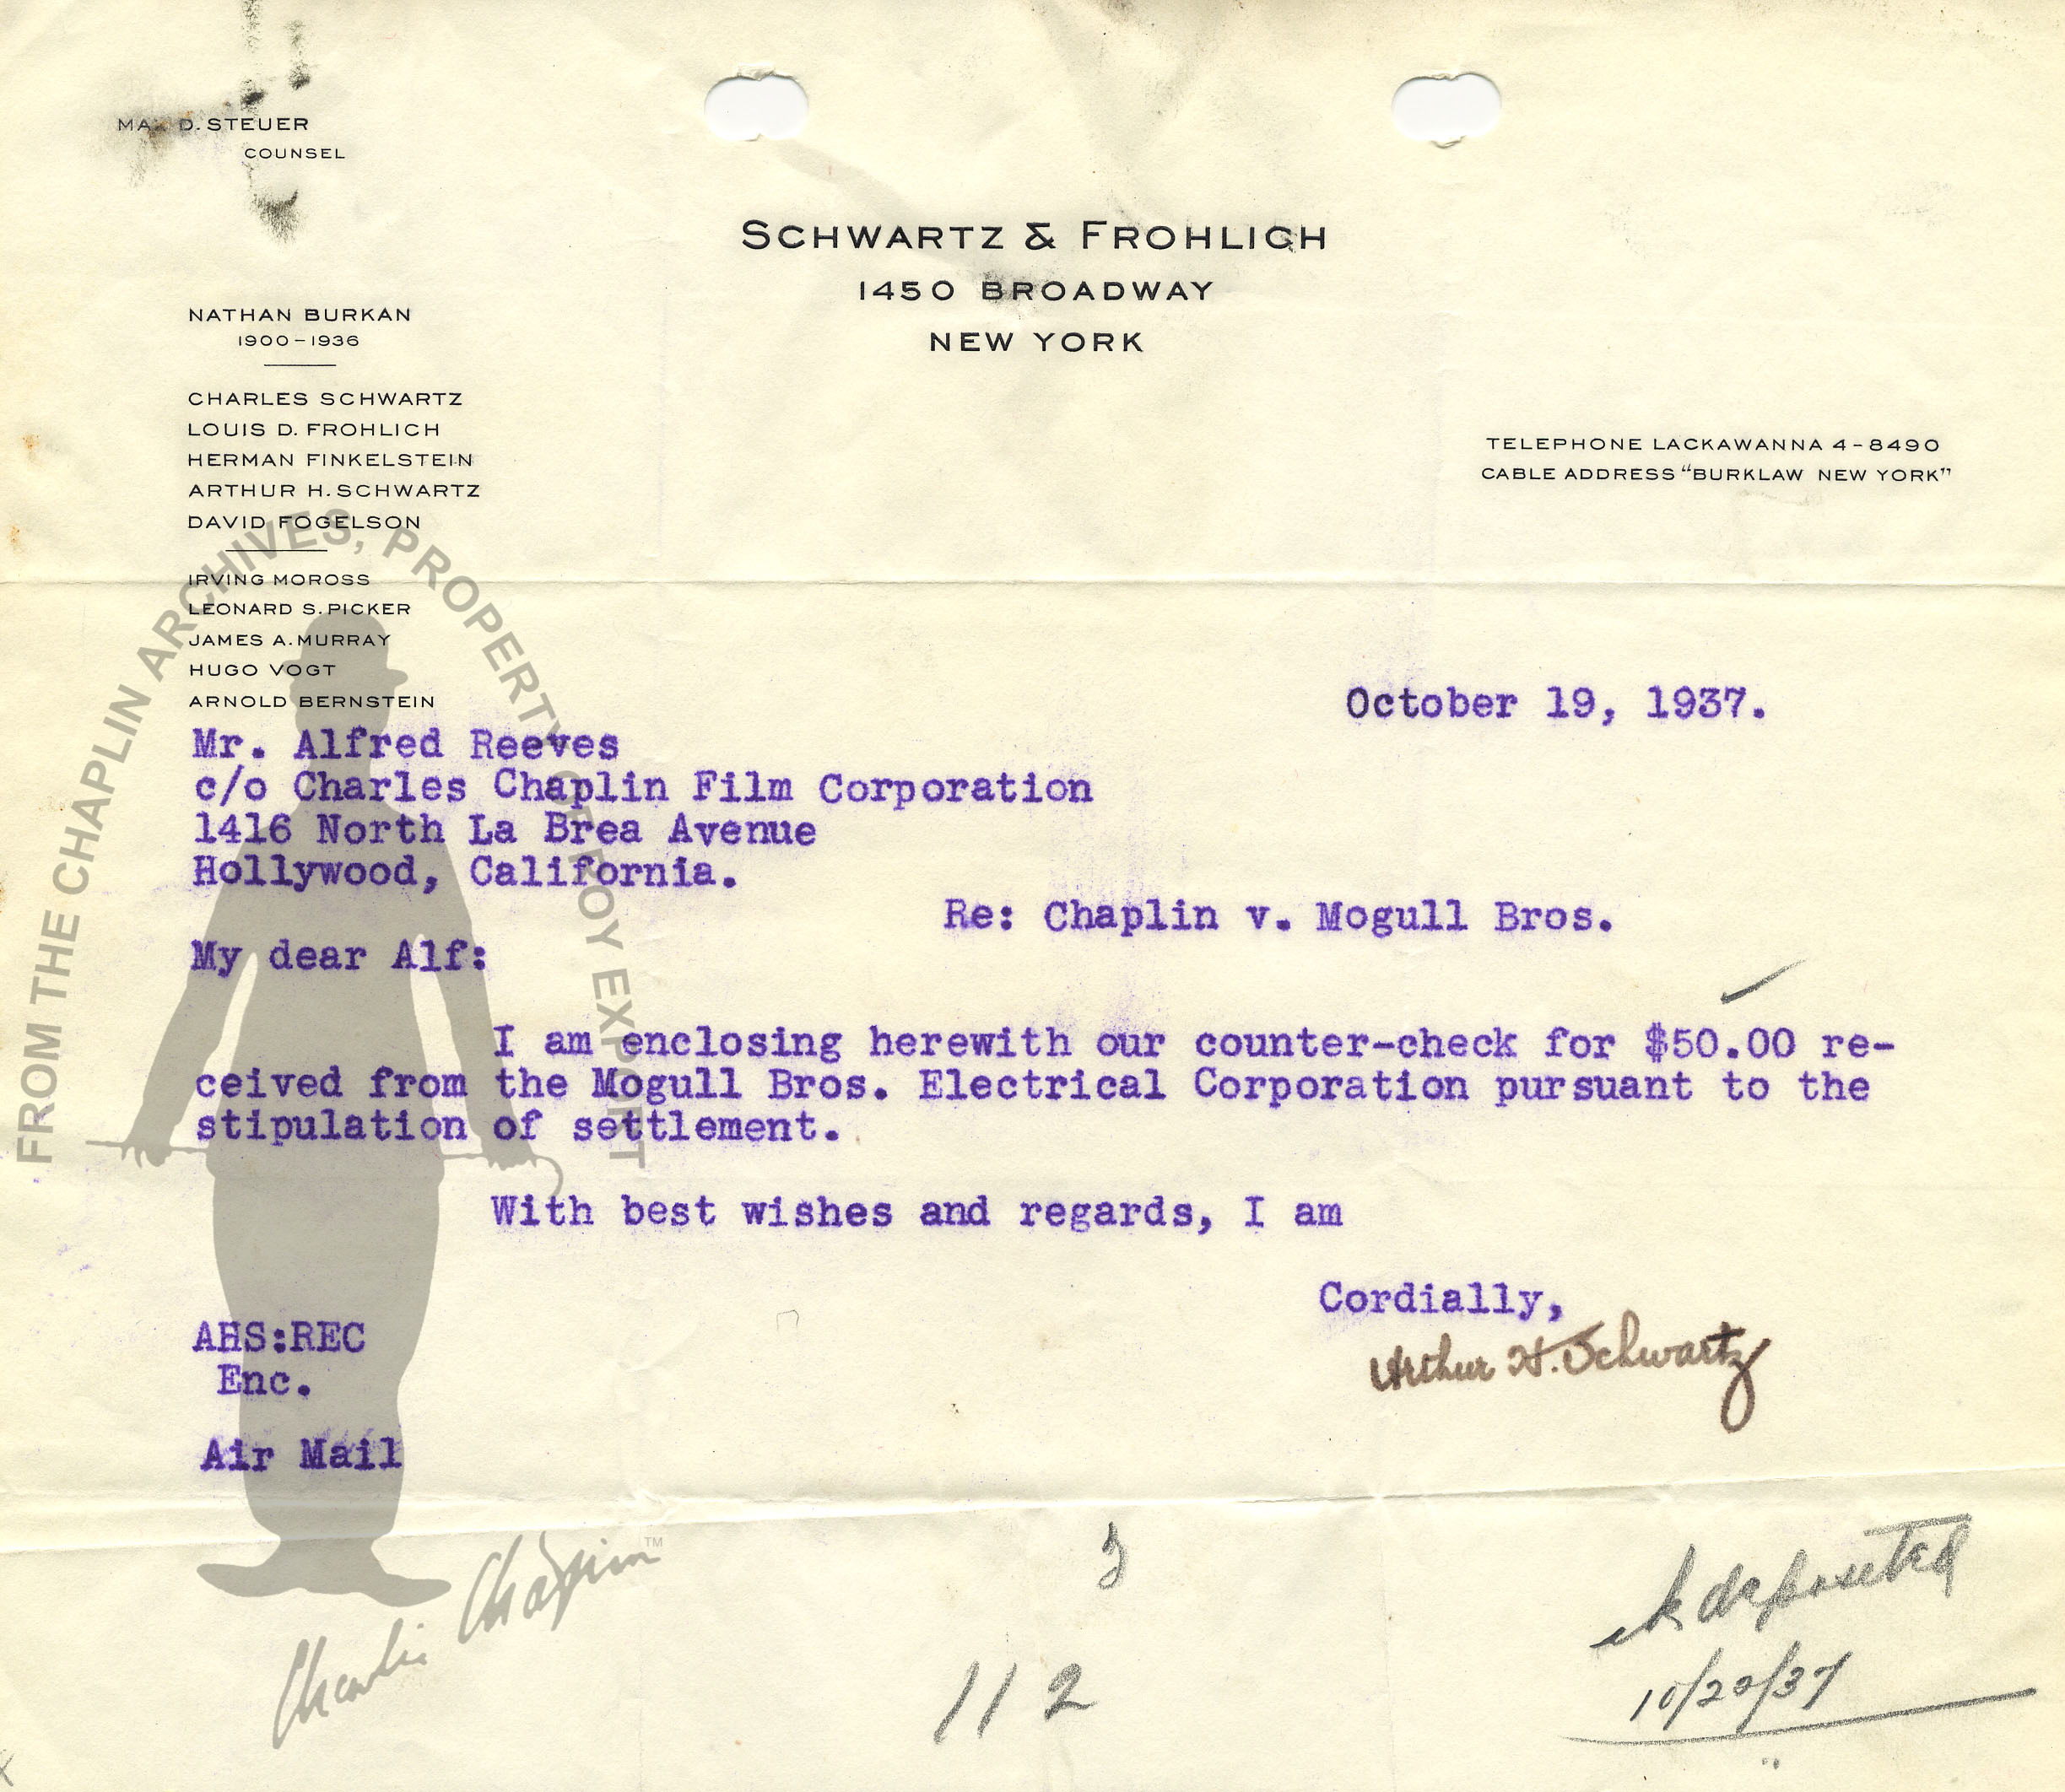 D. STEUER
COUNSEL
SCHWARTZ & FROHLICH
1450 BROADWAY
NEW YORK
NATHAN BURKAN
1900-1936
CHARLES SCHWARTZ
LOUIS D. FROHLICH
HERMAN FINKELSTEIN
ARTHUR H. SCHWARTZ
DAVID FOGELSON
IRVING MOROSS
LEONARD S. PICKER
JAMES A. MURRAY
HUGO VOGT
ARNOLD BERNSTEIN
TELEPHONE LACKAWANNA 4-8490
CABLE ADDRESS "BURKLAW NEW YORK"
October 19, 1937.
Mr. Alfred Reeves
c/o Charles Chaplin Film Corporation
1416 North La Brea Avenue
Hollywood, California.
Re: Chaplin v. Mogull Bros.
My dear Alf:
I am enclosing herewith our counter-check for $50.00 re-
ceived from the Mogull Bros. Electrical Corporation pursuant to the
stipulation of settlement.
With best wishes and regards, I am
Cordially,
Arthur H. Schwartz
AHS:REC
Enc.
Air Mail
3
112
ck deposited
10/23/37
FROM THE CHAPLIN ARCHIVES, PROPERTY OF ROY EXPORT
Charlie Chaplin™